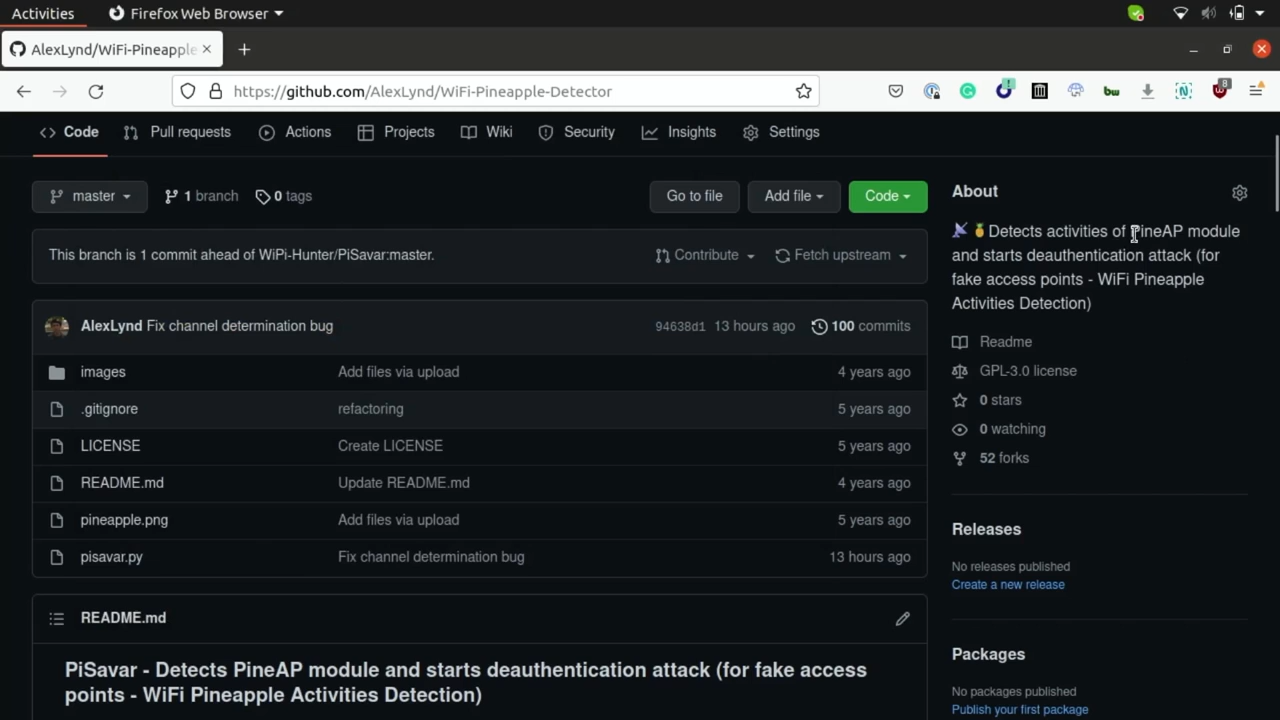 Activities Firefox Web Browser
AlexLynd/WiFi-Pineapple
https://github.com/AlexLynd/WiFi-Pineapple-Detector
8
Code Pull requests Actions Projects Wiki Security Insights Settings
master 1 branch 0 tags Go to file Add file Code
This branch is 1 commit ahead of WiPi-Hunter/PiSavar:master. Contribute Fetch upstream
AlexLynd Fix channel determination bug 94638d1 13 hours ago 100 commits
images Add files via upload 4 years ago
.gitignore refactoring 5 years ago
LICENSE Create LICENSE 5 years ago
README.md Update README.md 4 years ago
pineapple.png Add files via upload 5 years ago
pisavar.py Fix channel determination bug 13 hours ago
README.md
PiSavar - Detects PineAP module and starts deauthentication attack (for fake access
points - WiFi Pineapple Activities Detection)
About
Detects activities of PineAP module
and starts deauthentication attack (for
fake access points - WiFi Pineapple
Activities Detection)
Readme
GPL-3.0 license
0 stars
0 watching
52 forks
Releases
No releases published
Create a new release
Packages
No packages published
Publish your first package